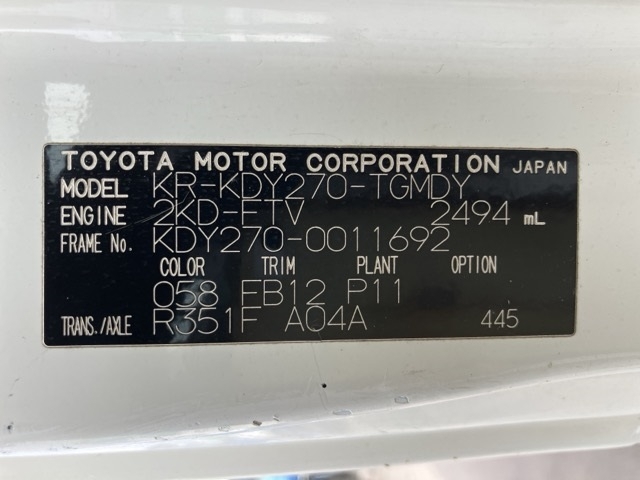 TOYOTA MOTOR CORPORATION JAPAN
MODEL KR-KDY270-TGMDY
ENGINE 2KD-FTV 2494 mL
FRAME No. KDY270-0011692
COLOR TRIM PLANT OPTION
058 FB12 P11
TRANS./AXLE R351F A04A 445